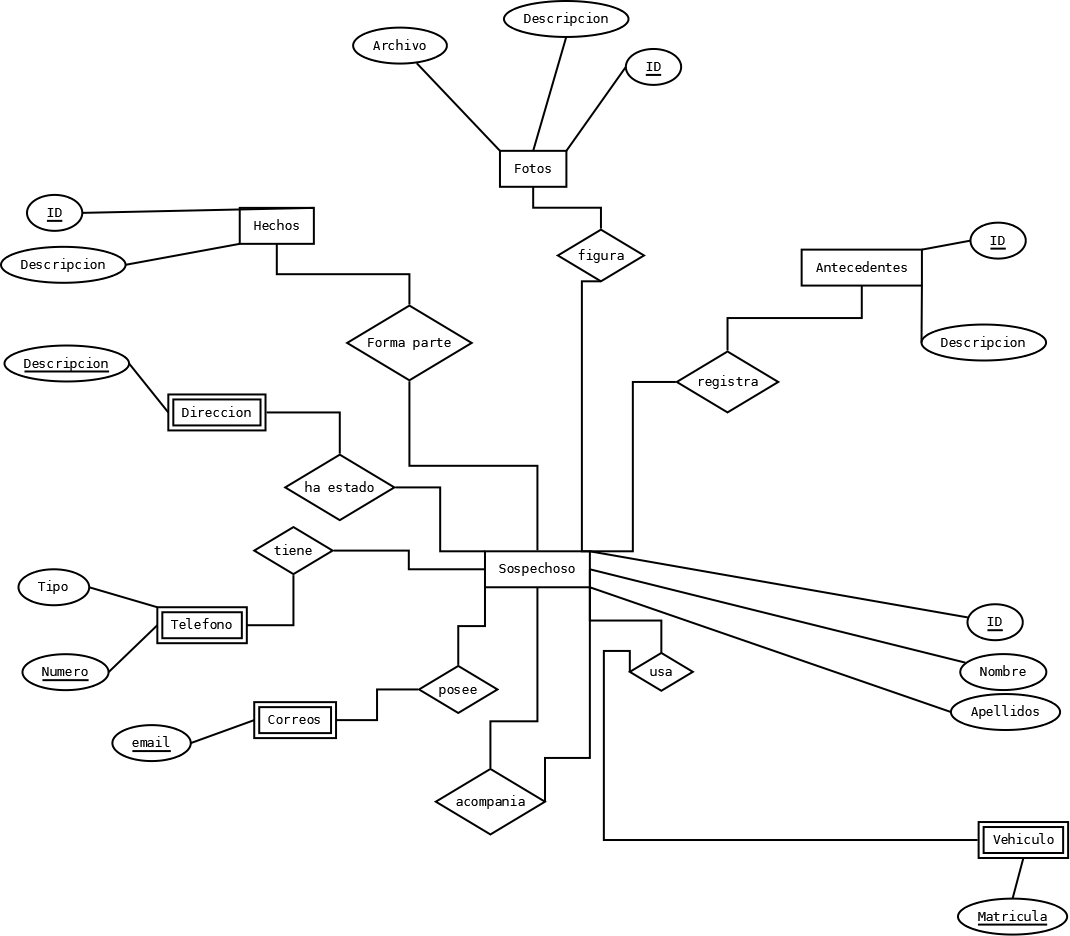 Descripcion
Archivo
ID
Fotos
ID
Hechos
Descripcion
figura
ID
Antecedentes
Descripcion
Forma parte
Descripcion
Direccion
registra
ha estado
tiene
Sospechoso
Tipo
Telefono
Numero
ID
Nombre
Apellidos
usa
posee
Correos
email
acompania
Vehiculo
Matricula